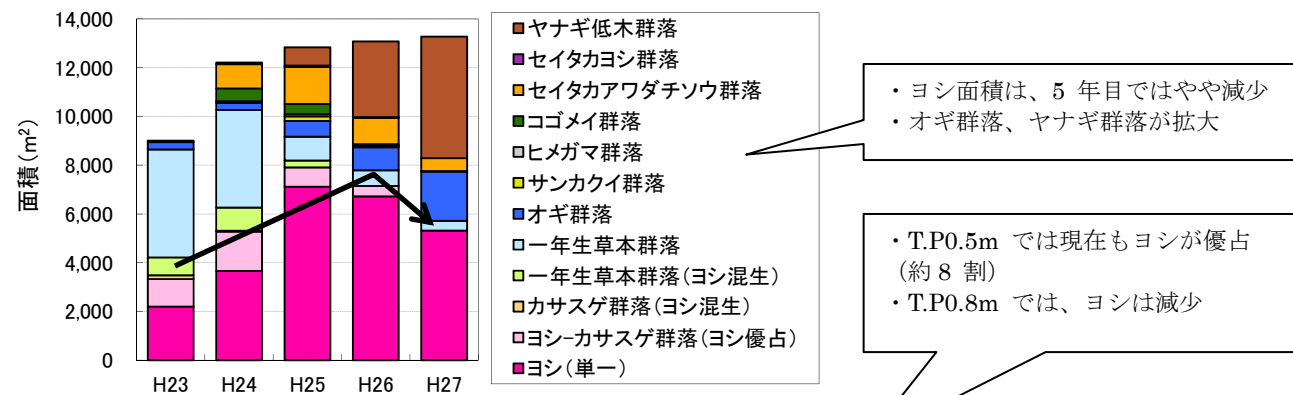 14,000
12,000
10,000
8,000
6,000
4,000
2,000
0
面積(m²)
H23 H24 H25 H26 H27
ヤナギ低木群落
セイタカヨシ群落
セイタカアワダチソウ群落
コゴメイ群落
ヒメガマ群落
サンカクイ群落
オギ群落
一年生草本群落
一年生草本群落(ヨシ混生)
カサスゲ群落(ヨシ混生)
ヨシ-カサスゲ群落(ヨシ優占)
ヨシ(単一)
・ヨシ面積は、5 年目ではやや減少
・オギ群落、ヤナギ群落が拡大
・T.P0.5m では現在もヨシが優占
(約 8 割)
・T.P0.8m では、ヨシは減少